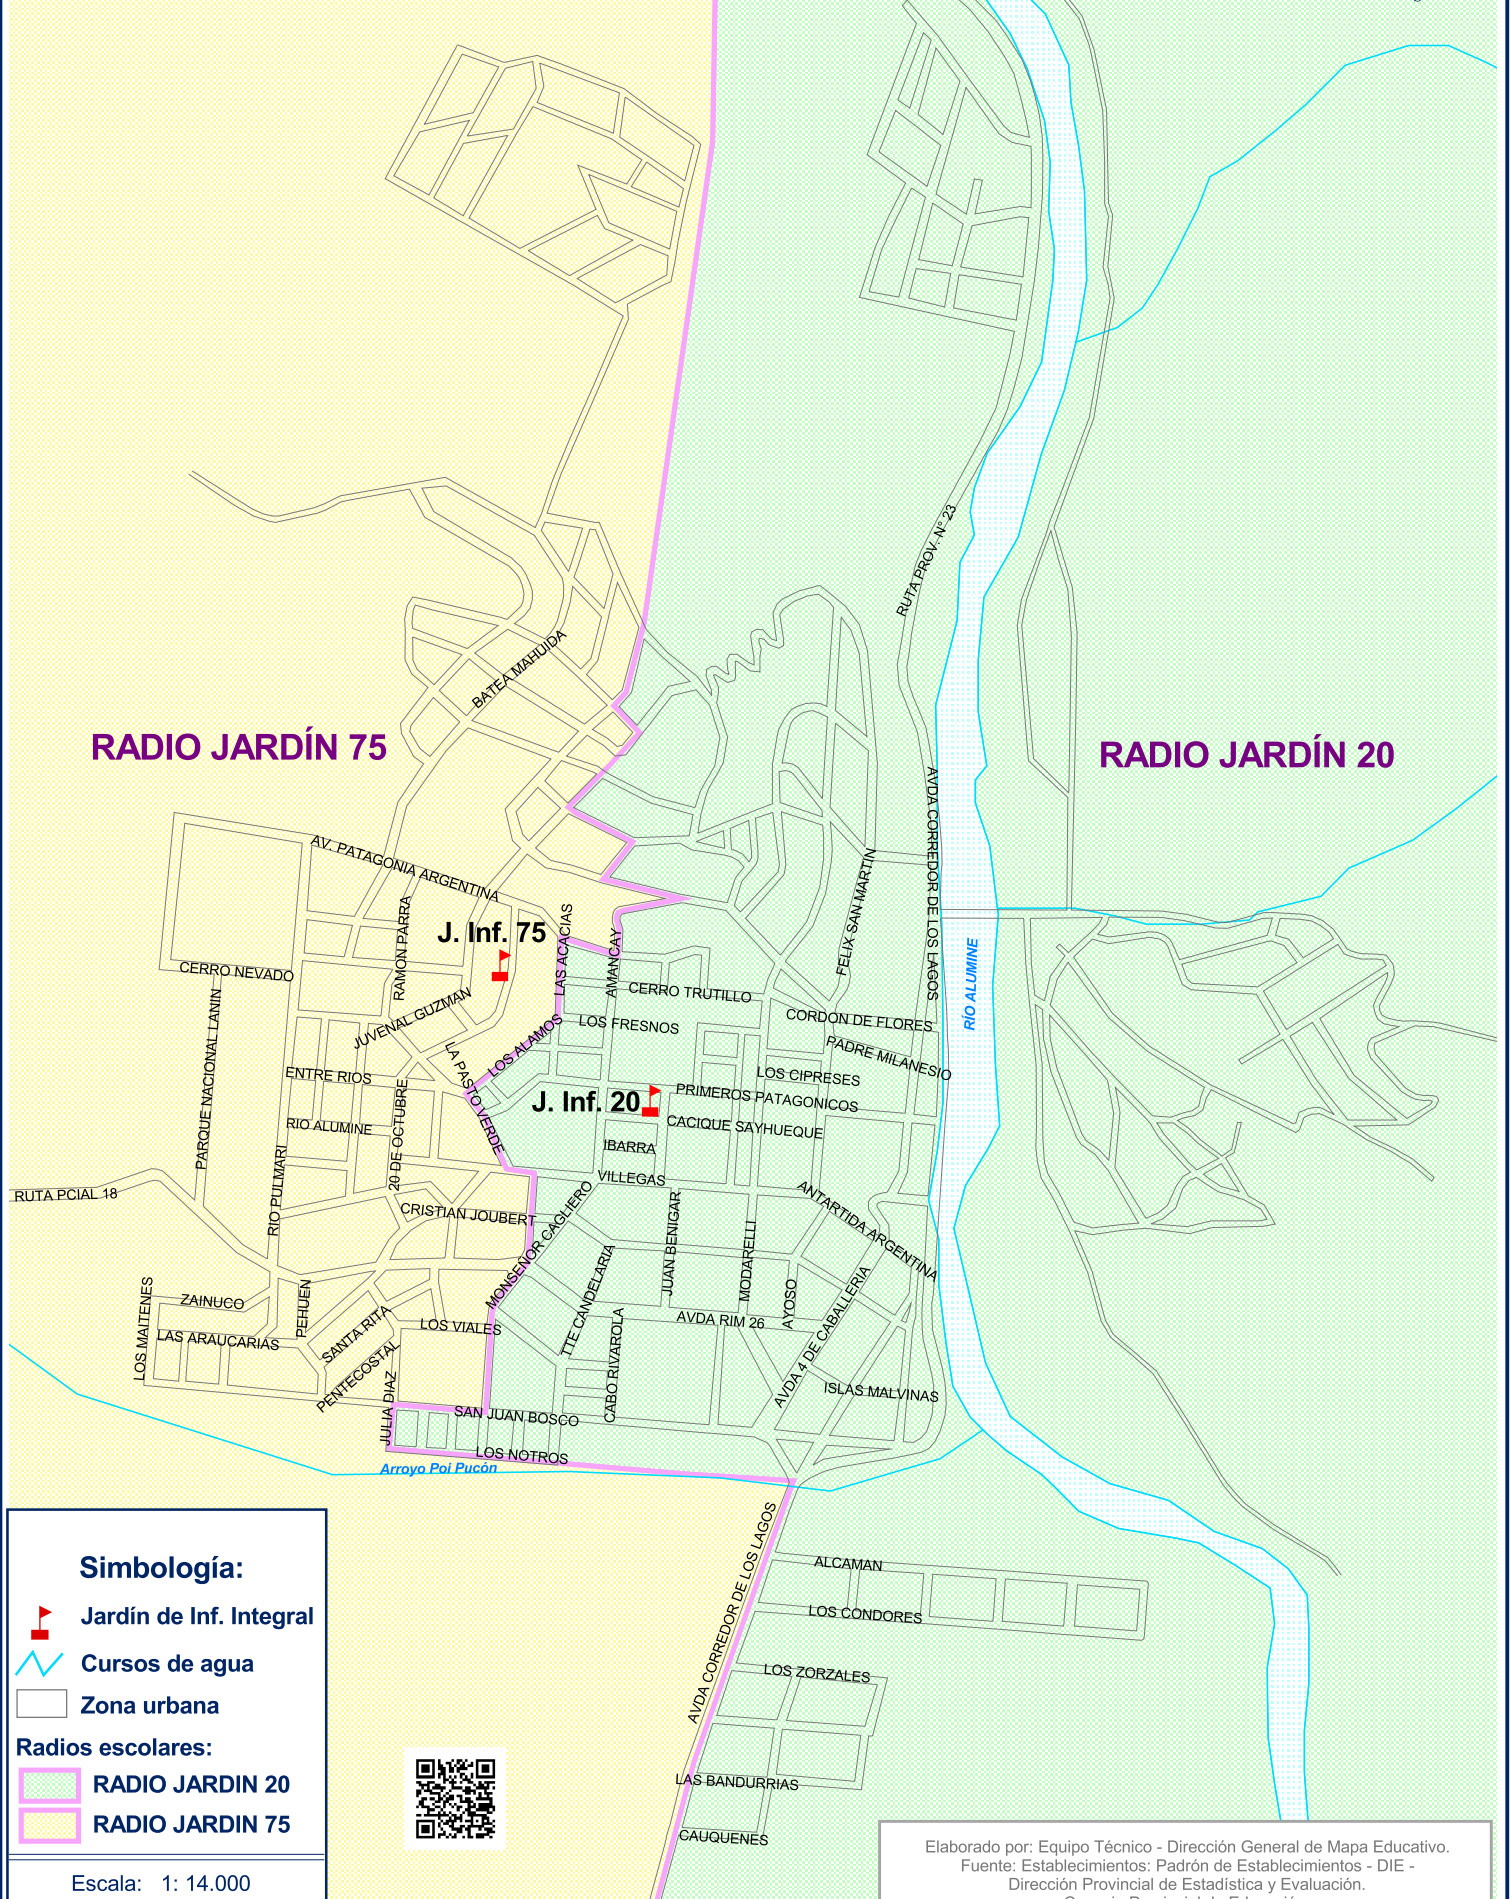 RUTA PROV. N° 23
BATEA MAHUIDA
RADIO JARDÍN 75
RADIO JARDÍN 20
AVDA CORREDOR DE LOS LAGOS
AV. PATAGONIA ARGENTINA
FELIX SAN MARTIN
RAMON PARRA
J. Inf. 75
LAS ACACIAS
AMANCAY
RÍO ALUMINE
CERRO NEVADO
CERRO TRUTILLO
PARQUE NACIONAL LANIN
JUVENAL GUZMAN
LOS ALAMOS
LOS FRESNOS
CORDON DE FLORES
PADRE MILANESIO
LA PASTO VERDE
ENTRE RIOS
LOS CIPRESES
20 DE OCTUBRE
J. Inf. 20
PRIMEROS PATAGONICOS
RIO ALUMINE
CACIQUE SAYHUEQUE
IBARRA
RIO PULMARI
VILLEGAS
RUTA PCIAL 18
ANTARTIDA ARGENTINA
CRISTIAN JOUBERT
MONSEÑOR CAGLIERO
JUAN BENIGAR
MODARELLI
TTE CANDELARIA
AYOSO
AVDA 4 DE CABALLERIA
LOS MAITENES
ZAINUCO
PEHUEN
SANTA RITA
LOS VIALES
AVDA RIM 26
LAS ARAUCARIAS
PENTECOSTAL
CABO RIVAROLA
ISLAS MALVINAS
JULIA DIAZ
SAN JUAN BOSCO
LOS NOTROS
Arroyo Poi Pucón
AVDA CORREDOR DE LOS LAGOS
ALCAMAN
LOS CONDORES
LOS ZORZALES
LAS BANDURRIAS
CAUQUENES
Simbología:
Jardín de Inf. Integral
Cursos de agua
Zona urbana
Radios escolares:
RADIO JARDIN 20
RADIO JARDIN 75
Escala: 1: 14.000
Elaborado por: Equipo Técnico - Dirección General de Mapa Educativo.
Fuente: Establecimientos: Padrón de Establecimientos - DIE -
Dirección Provincial de Estadística y Evaluación.